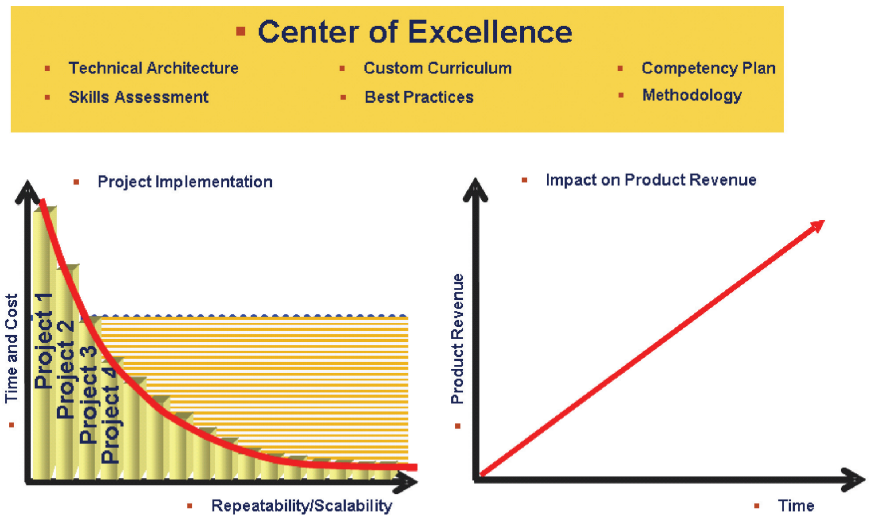 Center of Excellence
Technical Architecture
Custom Curriculum
Competency Plan
Skills Assessment
Best Practices
Methodology
Project Implementation
Time and Cost
Project 1
Project 2
Project 3
Project 4
Repeatability/Scalability
Impact on Product Revenue
Product Revenue
Time